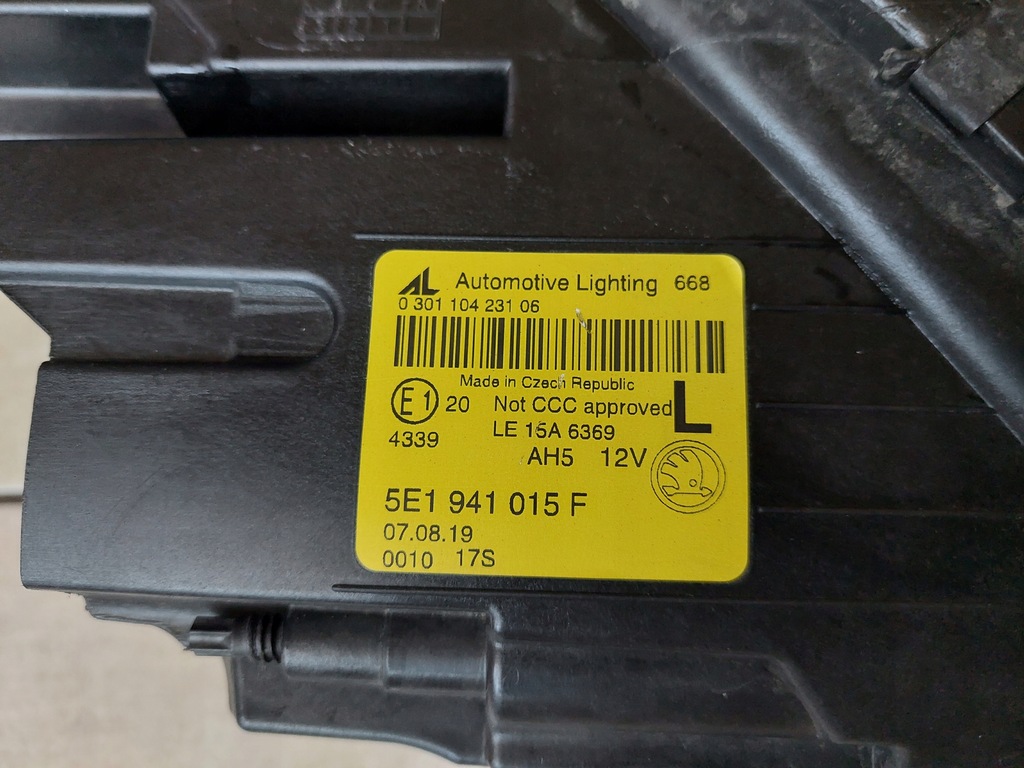 AL Automotive Lighting 668
0 301 104 231 06
Made in Czech Republic
E1 20 Not CCC approved L
4339 LE 15A 6369
AH5 12V
5E1 941 015 F
07.08.19
0010 17S